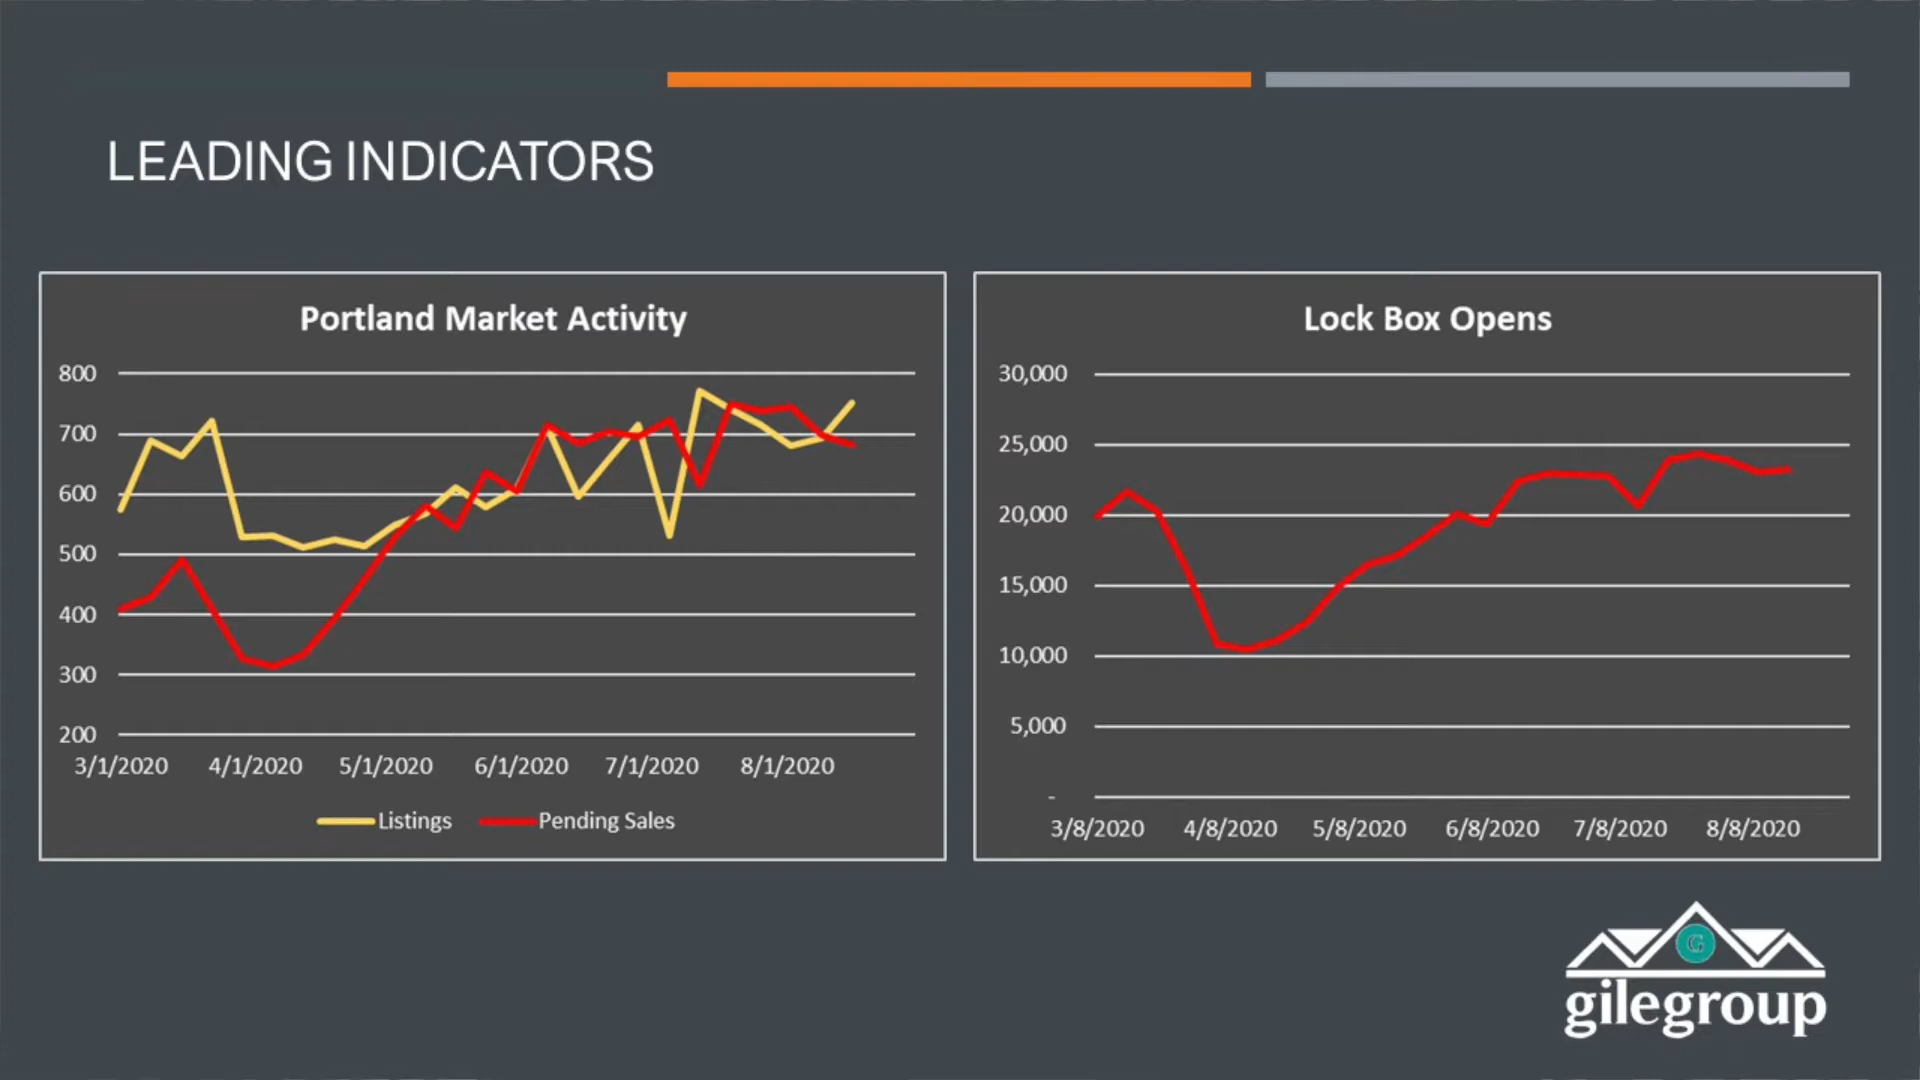 LEADING INDICATORS
Portland Market Activity
800
700
600
500
400
300
200
3/1/2020 4/1/2020 5/1/2020 6/1/2020 7/1/2020 8/1/2020
Listings Pending Sales
Lock Box Opens
30,000
25,000
20,000
15,000
10,000
5,000
-
3/8/2020 4/8/2020 5/8/2020 6/8/2020 7/8/2020 8/8/2020
G
gilegroup